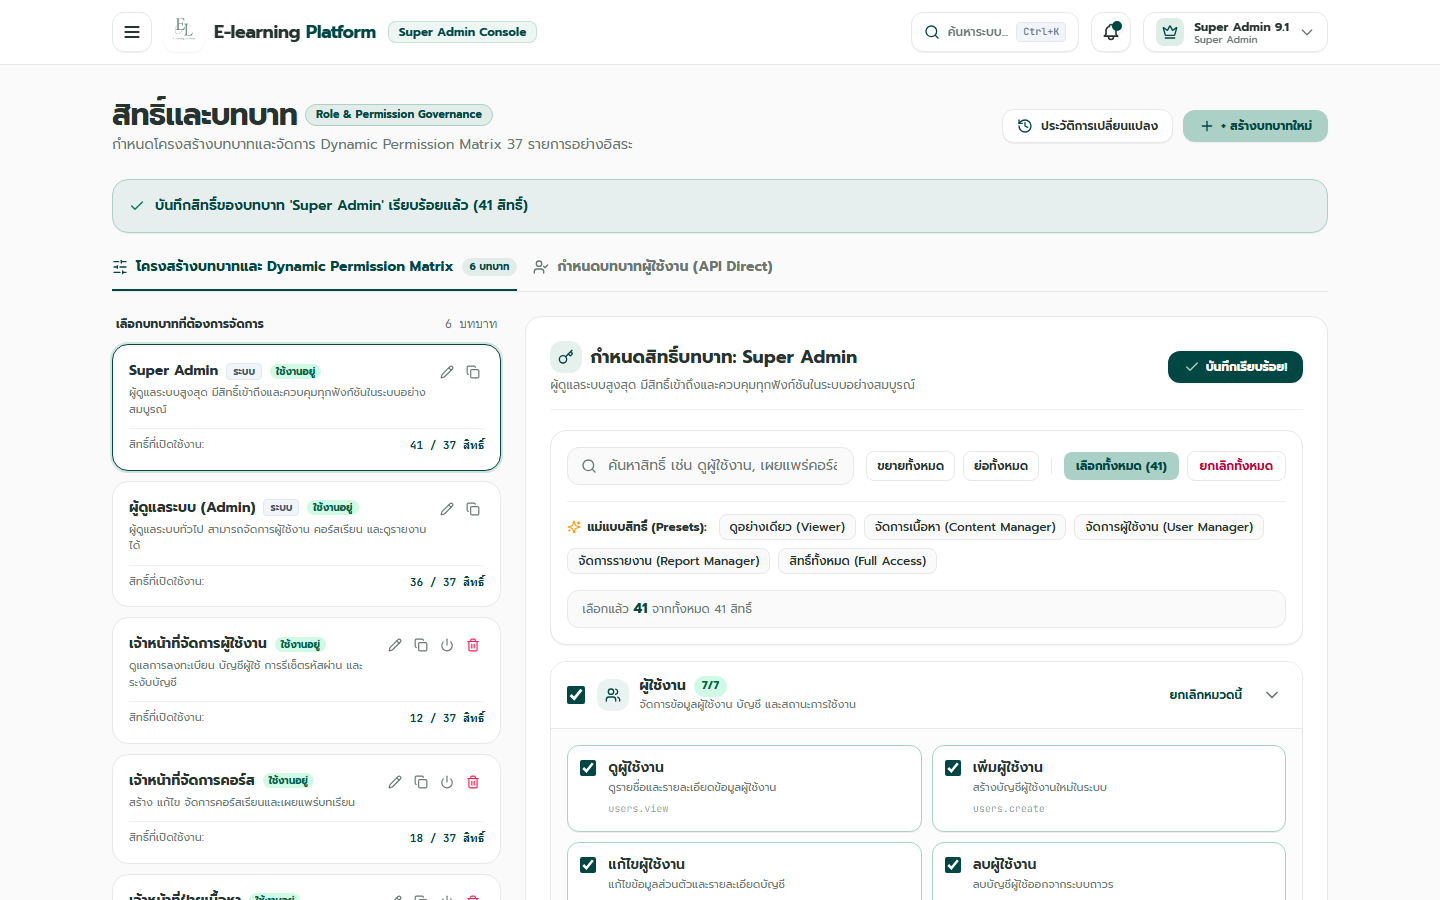 EL
E-learning Platform
Super Admin Console
ค้นหาระบบ...
Ctrl+K
Super Admin 9.1
Super Admin
สิทธิ์และบทบาท
Role & Permission Governance
กำหนดโครงสร้างบทบาทและจัดการ Dynamic Permission Matrix 37 รายการอย่างอิสระ
ประวัติการเปลี่ยนแปลง
+ สร้างบทบาทใหม่
บันทึกสิทธิ์ของบทบาท 'Super Admin' เรียบร้อยแล้ว (41 สิทธิ์)
โครงสร้างบทบาทและ Dynamic Permission Matrix
6 บทบาท
กำหนดบทบาทผู้ใช้งาน (API Direct)
เลือกบทบาทที่ต้องการจัดการ
6 บทบาท
Super Admin ระบบ ใช้งานอยู่
ผู้ดูแลระบบสูงสุด มีสิทธิ์เข้าถึงและควบคุมทุกฟังก์ชันในระบบอย่าง
สมบูรณ์
สิทธิ์ที่เปิดใช้งาน: 41 / 37 สิทธิ์
ผู้ดูแลระบบ (Admin) ระบบ ใช้งานอยู่
ผู้ดูแลระบบทั่วไป สามารถจัดการผู้ใช้งาน คอร์สเรียน และดูรายงาน
ได้
สิทธิ์ที่เปิดใช้งาน: 36 / 37 สิทธิ์
เจ้าหน้าที่จัดการผู้ใช้งาน ใช้งานอยู่
ดูแลการลงทะเบียน บัญชีผู้ใช้ การรีเซ็ตรหัสผ่าน และ
ระงับบัญชี
สิทธิ์ที่เปิดใช้งาน: 12 / 37 สิทธิ์
เจ้าหน้าที่จัดการคอร์ส ใช้งานอยู่
สร้าง แก้ไข จัดการคอร์สเรียนและเผยแพร่บทเรียน
สิทธิ์ที่เปิดใช้งาน: 18 / 37 สิทธิ์
เจ้าหน้าที่ฝ่ายเนื้อหา ใช้งานอยู่
กำหนดสิทธิ์บทบาท: Super Admin
ผู้ดูแลระบบสูงสุด มีสิทธิ์เข้าถึงและควบคุมทุกฟังก์ชันในระบบอย่างสมบูรณ์
บันทึกเรียบร้อย!
ค้นหาสิทธิ์ เช่น ดูผู้ใช้งาน, เผยแพร่คอร์ส
ขยายทั้งหมด
ย่อทั้งหมด
เลือกทั้งหมด (41)
ยกเลิกทั้งหมด
แม่แบบสิทธิ์ (Presets):
ดูอย่างเดียว (Viewer)
จัดการเนื้อหา (Content Manager)
จัดการผู้ใช้งาน (User Manager)
จัดการรายงาน (Report Manager)
สิทธิ์ทั้งหมด (Full Access)
เลือกแล้ว 41 จากทั้งหมด 41 สิทธิ์
ผู้ใช้งาน 7/7
จัดการข้อมูลผู้ใช้งาน บัญชี และสถานะการใช้งาน
ยกเลิกหมวดนี้
ดูผู้ใช้งาน
ดูรายชื่อและรายละเอียดข้อมูลผู้ใช้งาน
users.view
เพิ่มผู้ใช้งาน
สร้างบัญชีผู้ใช้งานใหม่ในระบบ
users.create
แก้ไขผู้ใช้งาน
แก้ไขข้อมูลส่วนตัวและรายละเอียดบัญชี
ลบผู้ใช้งาน
ลบบัญชีผู้ใช้ออกจากระบบถาวร